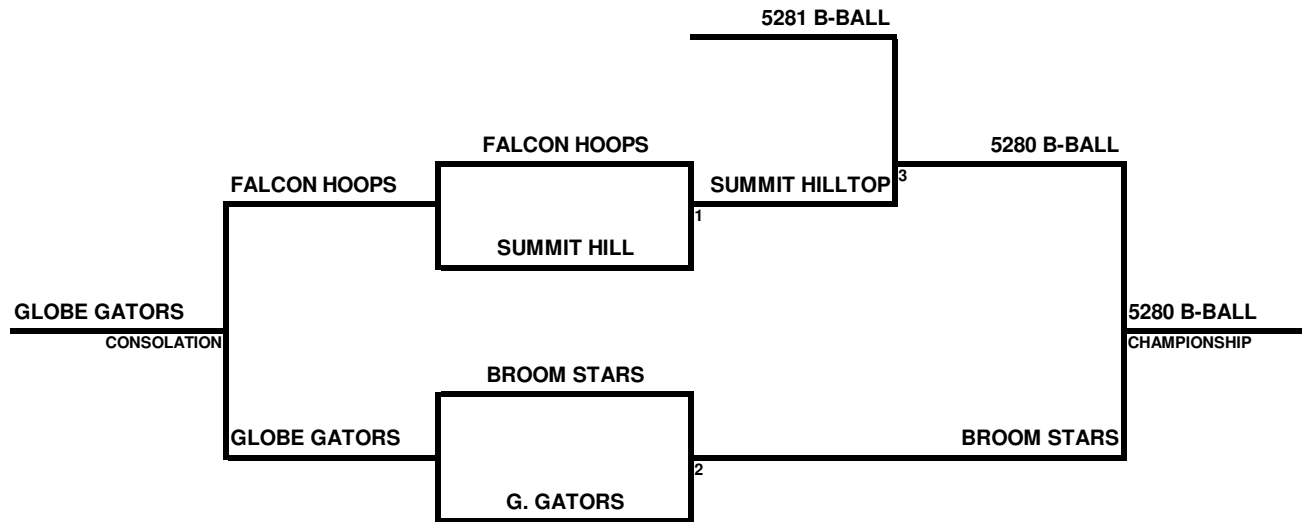 5281 B-BALL
FALCON HOOPS
5280 B-BALL
FALCON HOOPS
SUMMIT HILLTOP
3
1
SUMMIT HILL
GLOBE GATORS
5280 B-BALL
CONSOLATION
CHAMPIONSHIP
BROOM STARS
GLOBE GATORS
BROOM STARS
2
G. GATORS